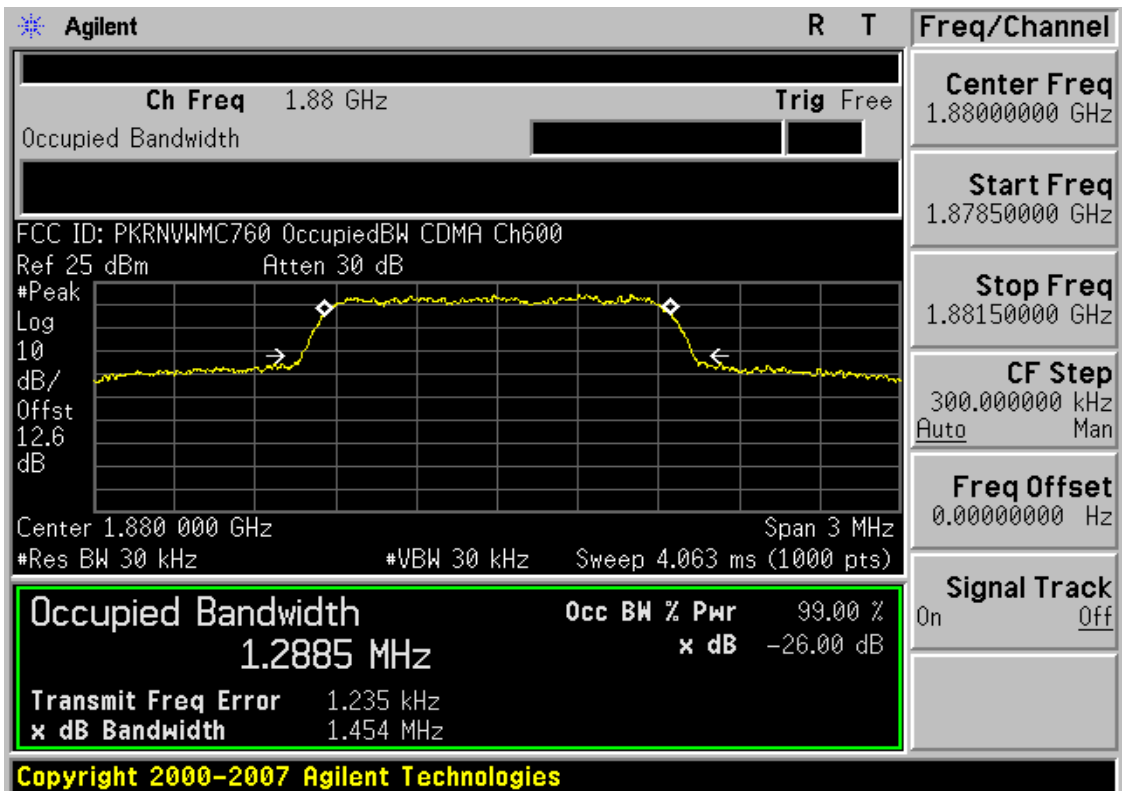 Agilent R T
Freq/Channel
Ch Freq 1.88 GHz Trig Free
Occupied Bandwidth
FCC ID: PKRNVWMC760 OccupiedBW CDMA Ch600
Ref 25 dBm Atten 30 dB
#Peak
Log
10
dB/
Offst
12.6
dB
Center 1.880 000 GHz Span 3 MHz
#Res BW 30 kHz #VBW 30 kHz Sweep 4.063 ms (1000 pts)
Occupied Bandwidth Occ BW % Pwr 99.00 %
1.2885 MHz x dB -26.00 dB
Transmit Freq Error 1.235 kHz
x dB Bandwidth 1.454 MHz
Center Freq
1.88000000 GHz
Start Freq
1.87850000 GHz
Stop Freq
1.88150000 GHz
CF Step
300.000000 kHz
Auto Man
Freq Offset
0.00000000 Hz
Signal Track
On Off
Copyright 2000-2007 Agilent Technologies